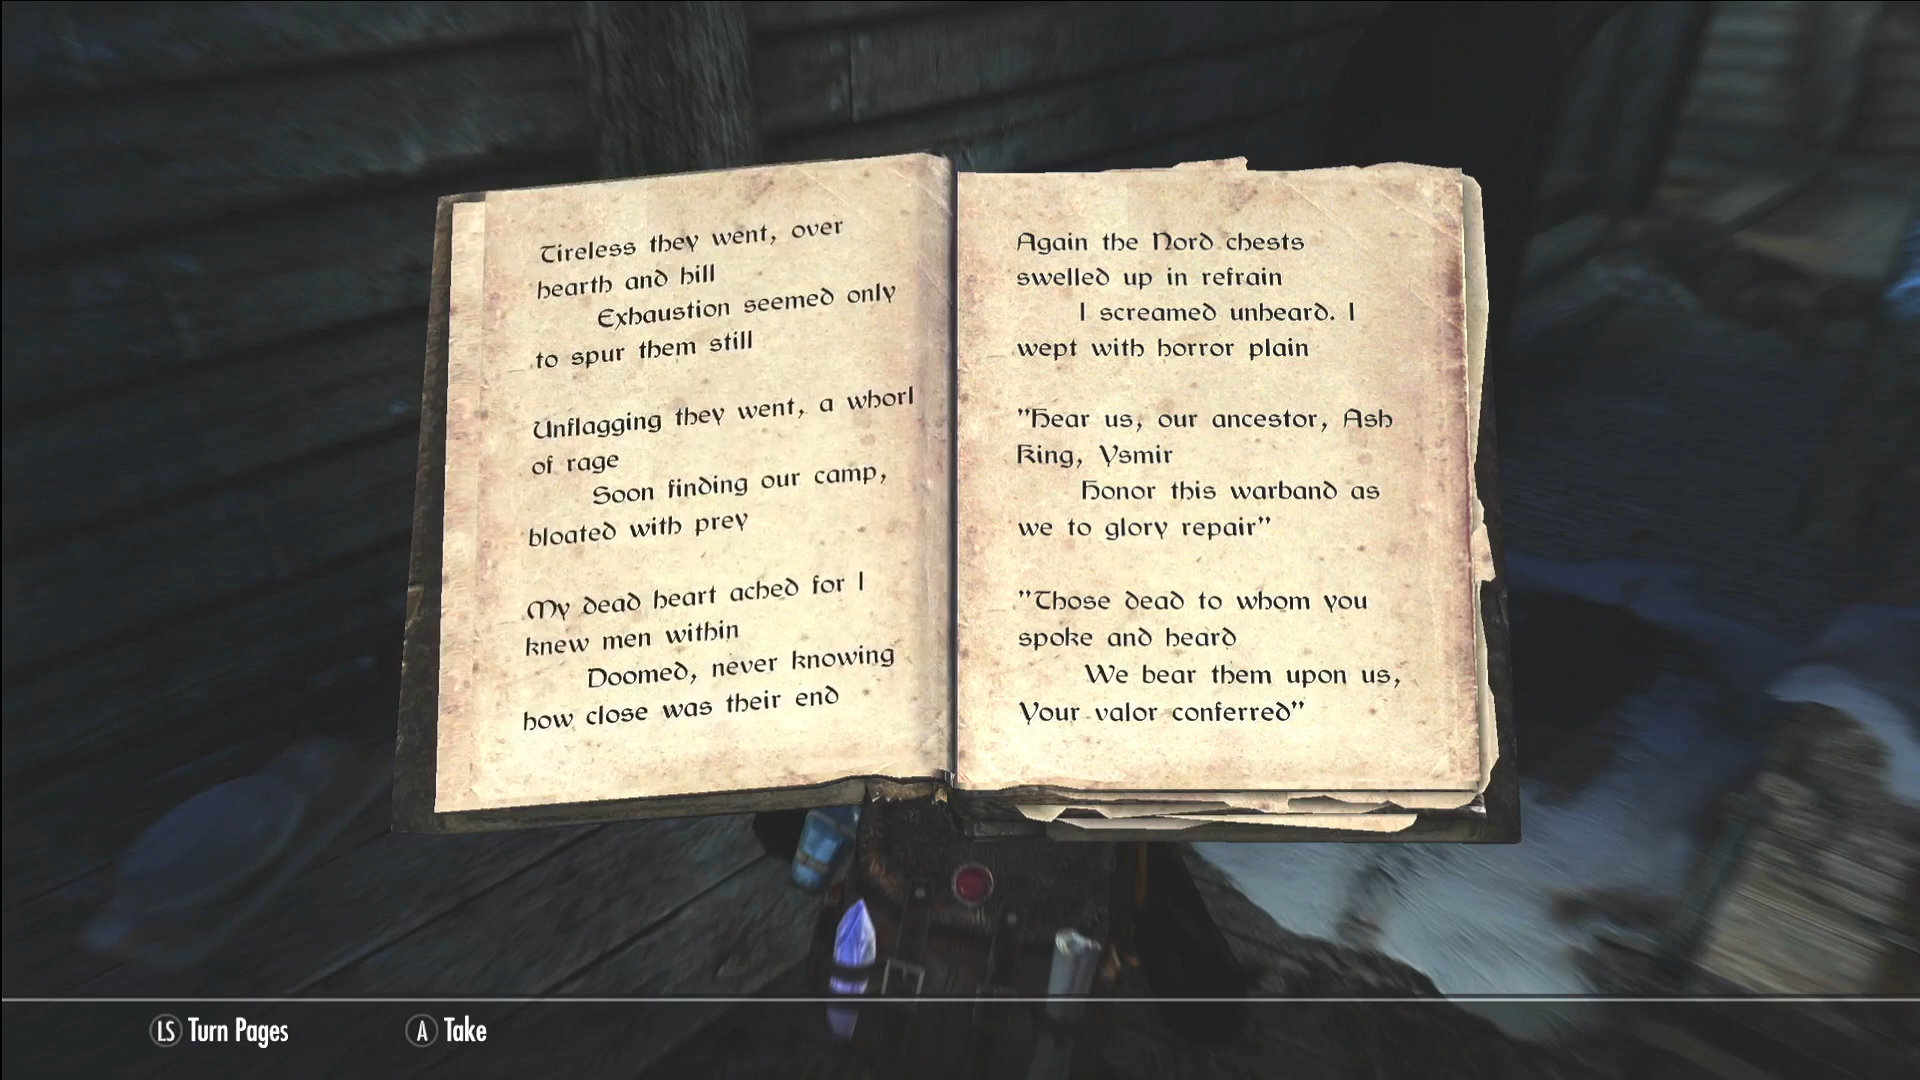 Tireless they went, over
hearth and hill
Exhaustion seemed only
to spur them still
Unflagging they went, a whorl
of rage
Soon finding our camp,
bloated with prey
My dead heart ached for I
knew men within
Doomed, never knowing
how close was their end
Again the Nord chests
swelled up in refrain
I screamed unheard. I
wept with horror plain
"Hear us, our ancestor, Ash
King, Ysmir
Honor this warband as
we to glory repair"
"Those dead to whom you
spoke and heard
We bear them upon us,
Your valor conferred"
LS Turn Pages
A Take